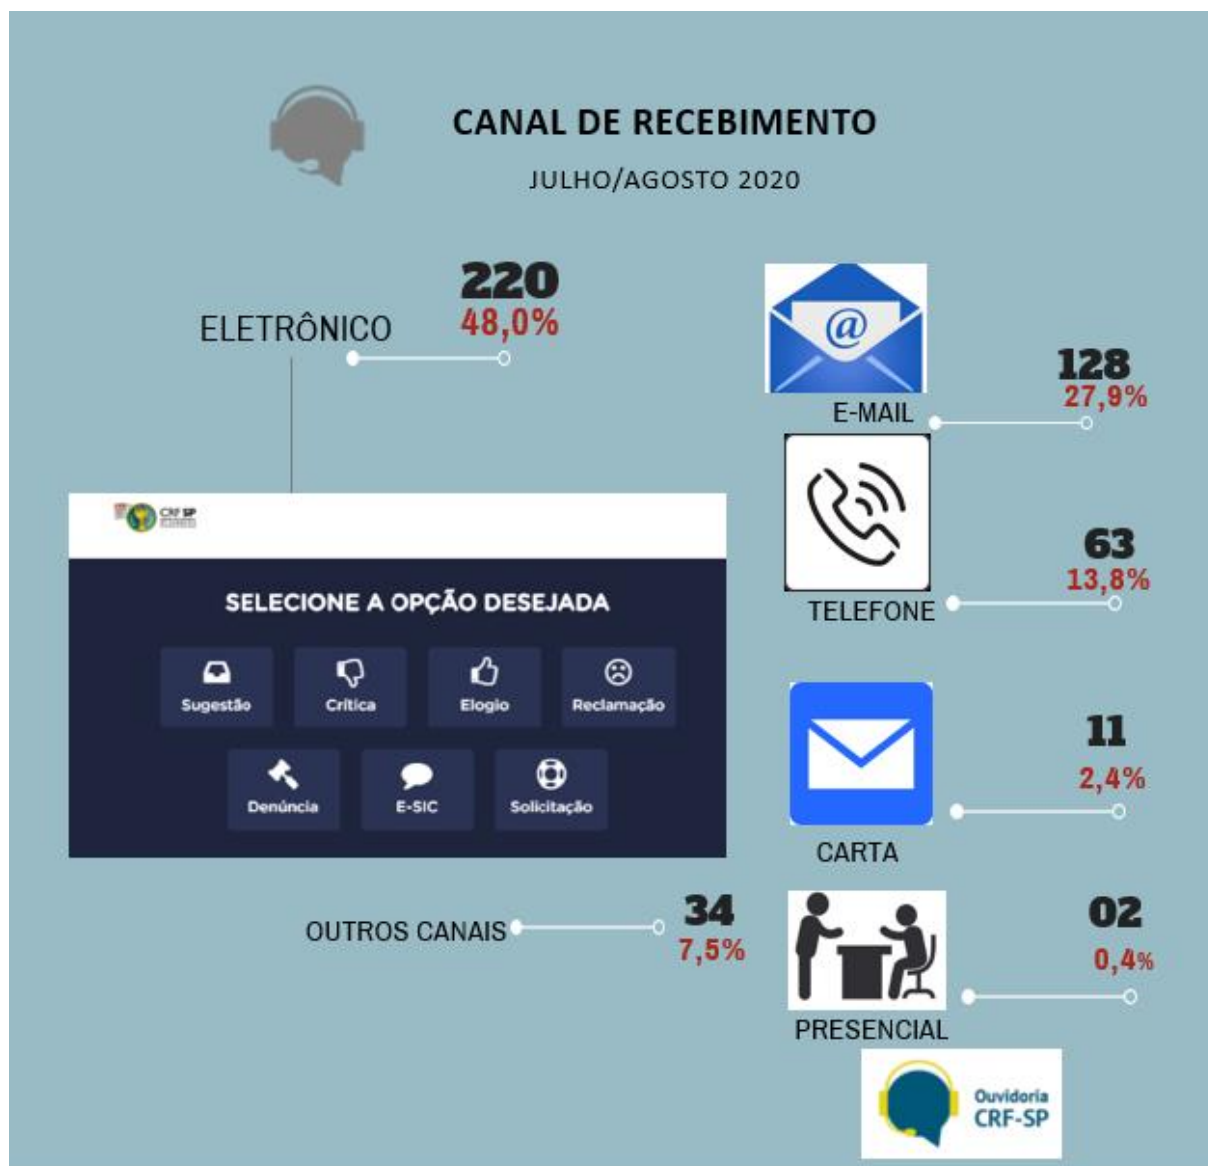 CANAL DE RECEBIMENTO
JULHO/AGOSTO 2020
ELETRÔNICO
220
48,0%
@
E-MAIL
128
27,9%
TELEFONE
63
13,8%
CRF SP
SELECIONE A OPÇÃO DESEJADA
Sugestão
Crítica
Elogio
Reclamação
Denúncia
E-SIC
Solicitação
CARTA
11
2,4%
OUTROS CANAIS
34
7,5%
PRESENCIAL
02
0,4%
Ouvidoria
CRF-SP